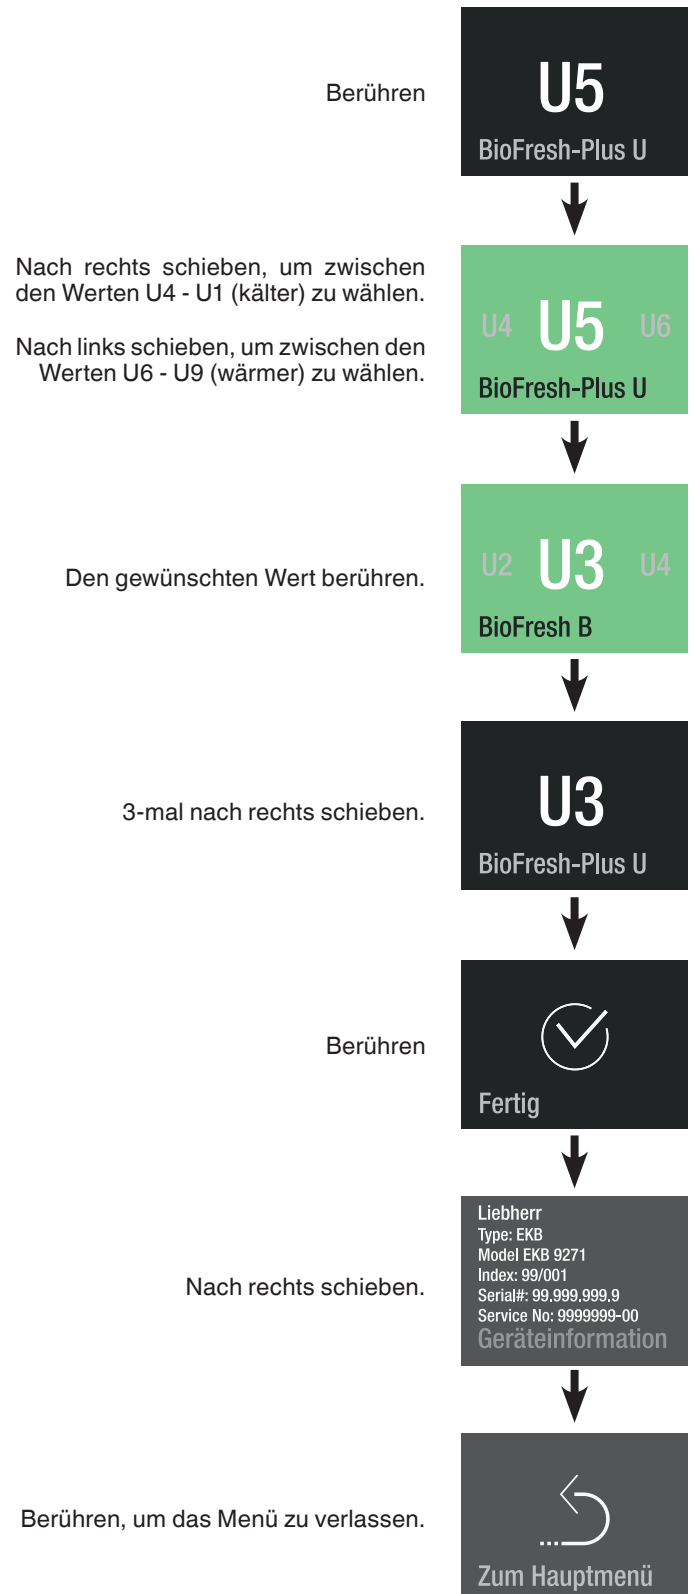 Berühren
U5
BioFresh-Plus U
Nach rechts schieben, um zwischen
den Werten U4 - U1 (kälter) zu wählen.
Nach links schieben, um zwischen den
Werten U6 - U9 (wärmer) zu wählen.
U4 U5 U6
BioFresh-Plus U
Den gewünschten Wert berühren.
U2 U3 U4
BioFresh B
3-mal nach rechts schieben.
U3
BioFresh-Plus U
Berühren
Fertig
Nach rechts schieben.
Liebherr
Type: EKB
Model EKB 9271
Index: 99/001
Serial#: 99,999,999,9
Service No: 9999999-00
Geräteinformation
Berühren, um das Menü zu verlassen.
Zum Hauptmenü